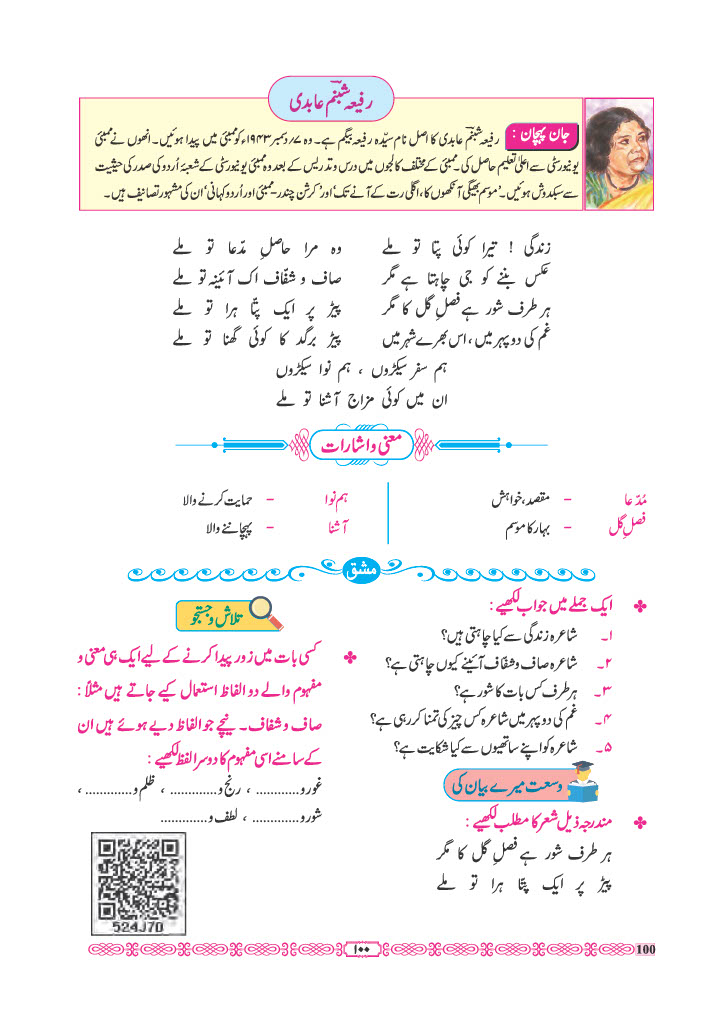 رفیعہ شبنم عابدی
جان پہچان : رفیعہ شبنم عابدی کا اصل نام سیّدہ رفیعہ بیگم ہے۔ وہ ۷؍دسمبر ۱۹۴۳ء کو ممبئی میں پیدا ہوئیں۔ انھوں نے ممبئی
یونیورسٹی سے اعلیٰ تعلیم حاصل کی۔ ممبئی کے مختلف کالجوں میں درس و تدریس کے بعد وہ ممبئی یونیورسٹی کے شعبۂ اُردو کی صدر کی حیثیت
سے سبکدوش ہوئیں۔ 'موسم بھیگی آنکھوں کا، اگلی رت کے آنے تک' اور 'کرشن چندر-ممبئی اور اُردو کہانی' ان کی مشہور تصانیف ہیں۔
زندگی ! تیرا کوئی پتا تو ملے وہ مرا حاصلِ مدّعا تو ملے
عکس بننے کو جی چاہتا ہے مگر صاف و شفّاف اک آئینہ تو ملے
ہر طرف شور ہے فصلِ گل کا مگر پیڑ پر ایک پتّا ہرا تو ملے
غم کی دوپہر میں، اس بھرے شہر میں پیڑ برگد کا کوئی گھنا تو ملے
ہم سفر سیکڑوں ، ہم نوا سیکڑوں
ان میں کوئی مزاج آشنا تو ملے
معنی و اشارات
مُدّعا – مقصد، خواہش ہم نوا – حمایت کرنے والا
فصلِ گل – بہار کا موسم آشنا – پہچاننے والا
مشق
ایک جملے میں جواب لکھیے :
۱۔ شاعرہ زندگی سے کیا چاہتی ہیں؟
۲۔ شاعرہ صاف و شفّاف آئینے کیوں چاہتی ہے؟
۳۔ ہر طرف کس بات کا شور ہے؟
۴۔ غم کی دوپہر میں شاعرہ کس چیز کی تمنا کر رہی ہے؟
۵۔ شاعرہ کو اپنے ساتھیوں سے کیا شکایت ہے؟
وسعت میرے بیان کی
مندرجہ ذیل شعر کا مطلب لکھیے :
ہر طرف شور ہے فصلِ گل کا مگر
پیڑ پر ایک پتّا ہرا تو ملے
تلاش و جستجو
کسی بات میں زور پیدا کرنے کے لیے ایک ہی معنی و
مفہوم والے دو الفاظ استعمال کیے جاتے ہیں مثلاً :
صاف و شفاف۔ نیچے جو الفاظ دیے ہوئے ہیں ان
کے سامنے اسی مفہوم کا دوسرا لفظ لکھیے :
غور و............ ، رنج و............ ، ظلم و............ ،
شور و............ ، لطف و............
524J7D
۱۰۰
100